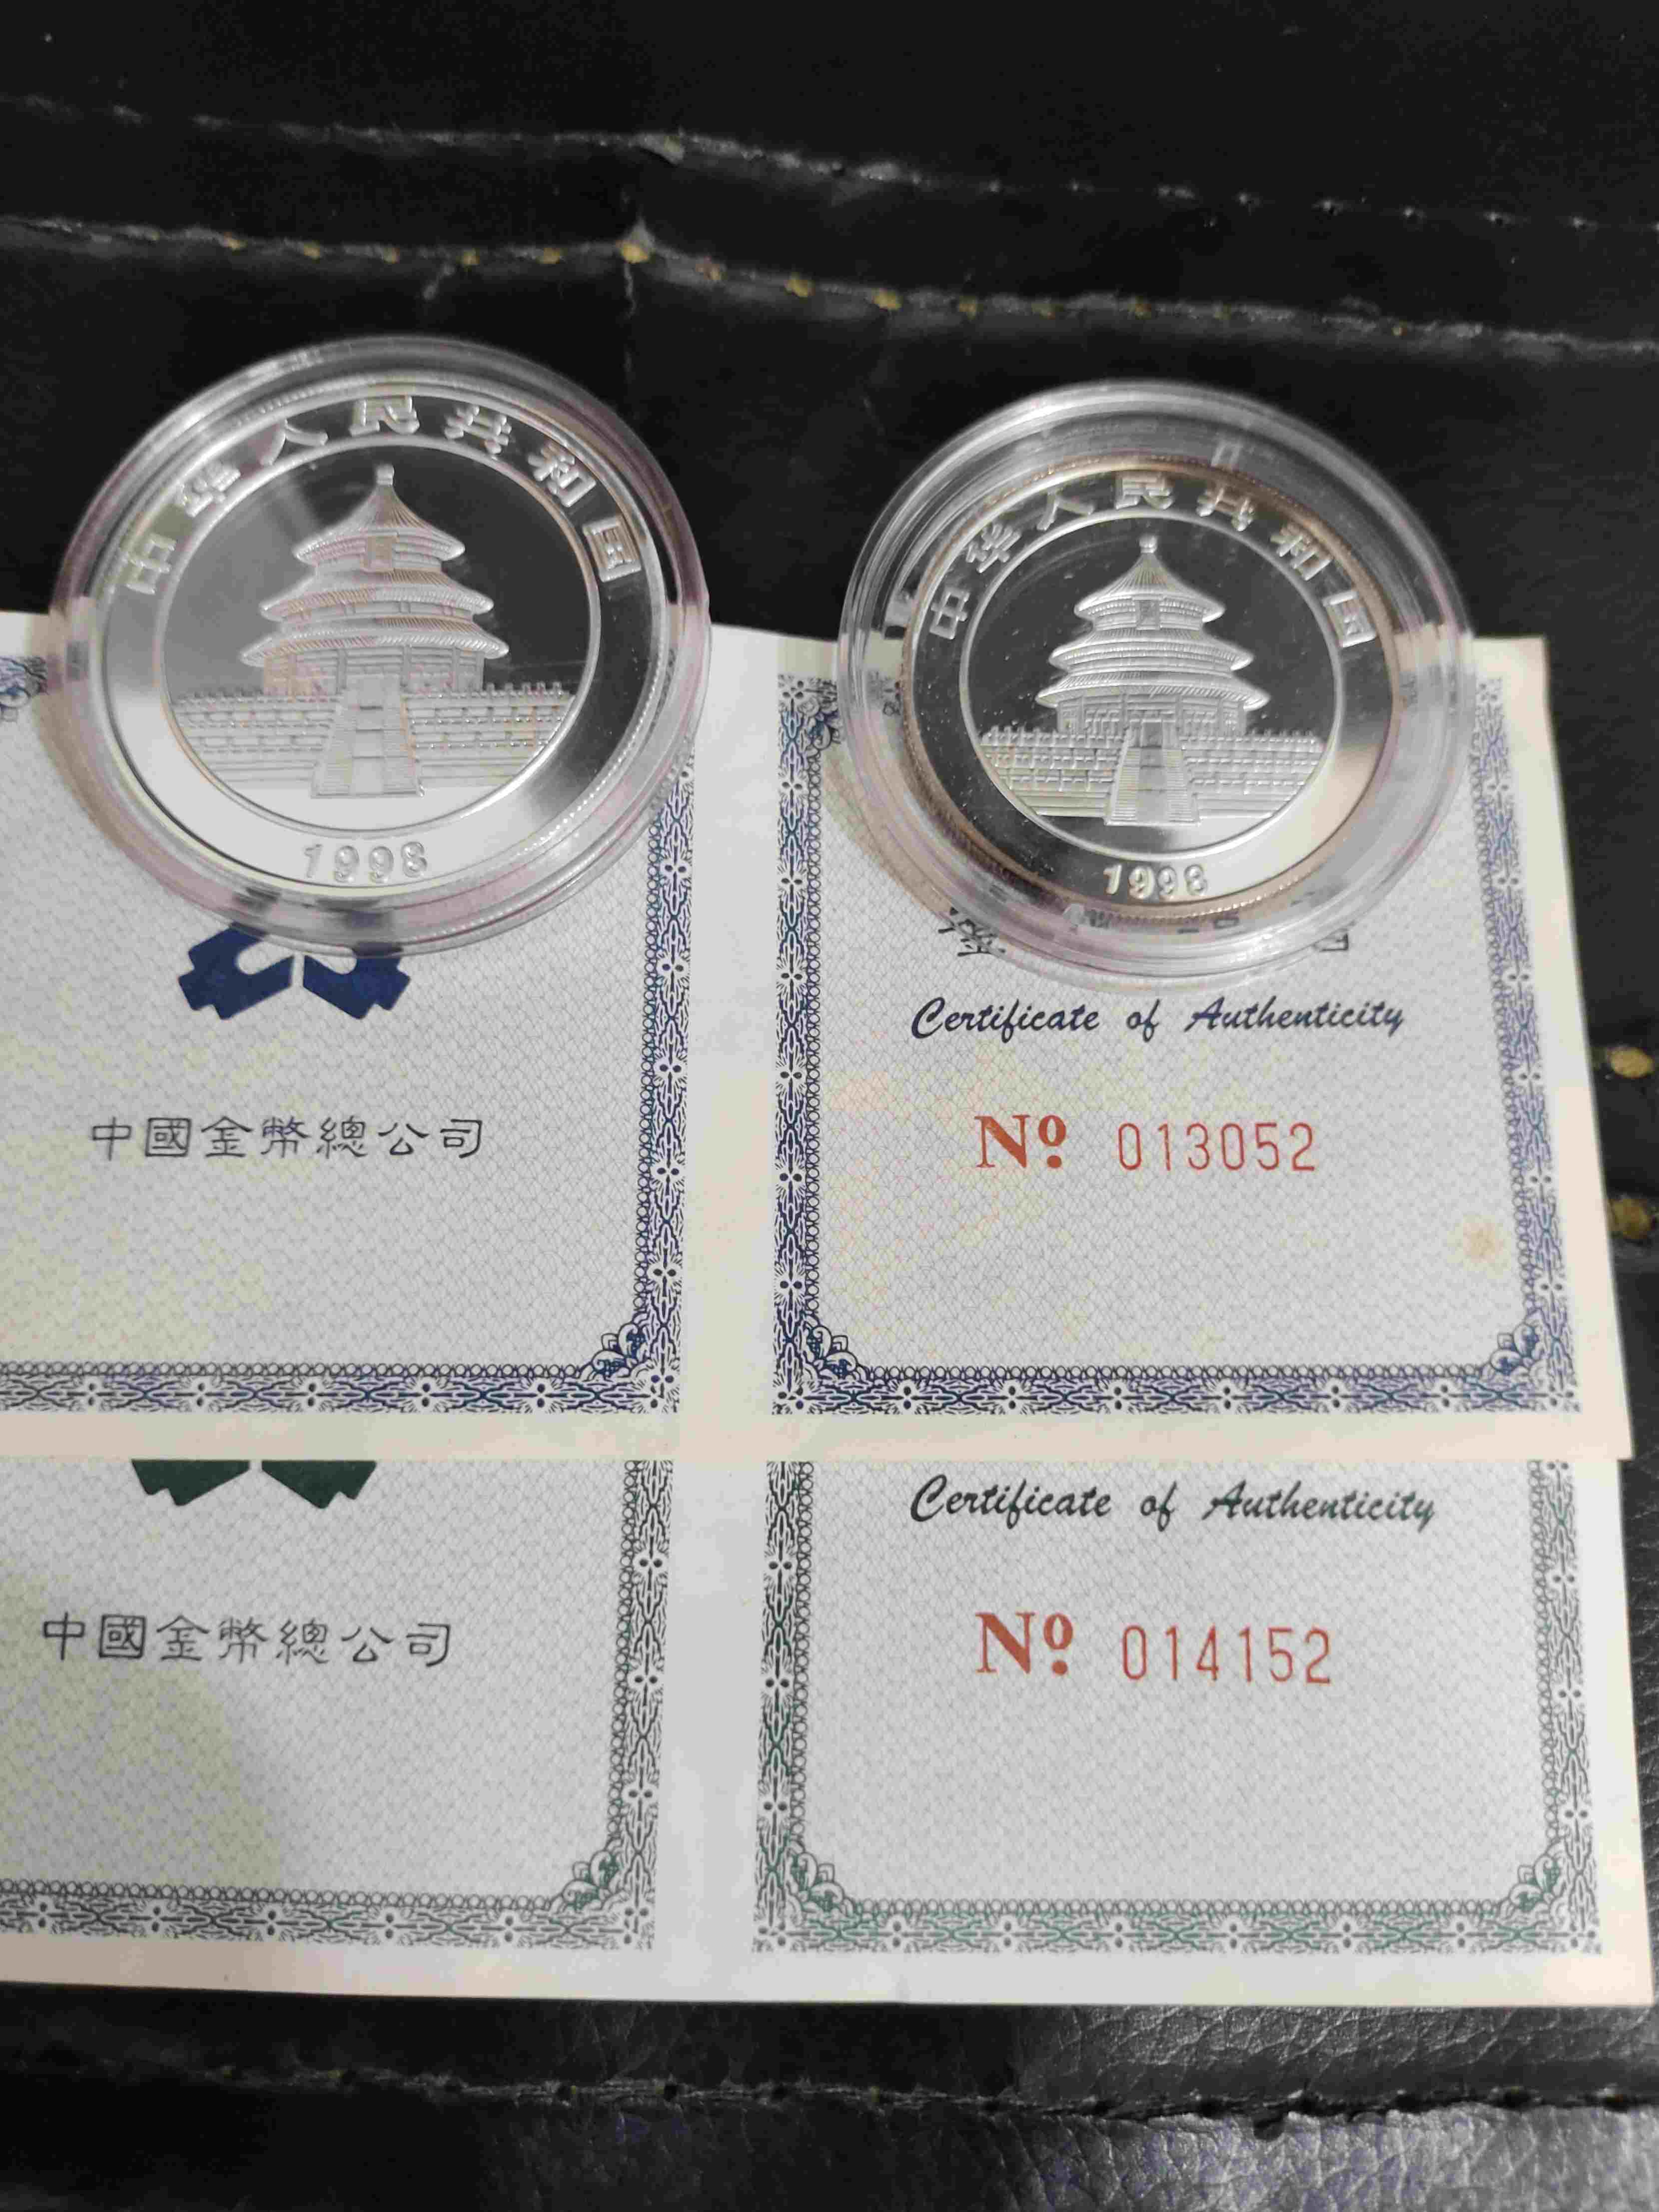 中华人民共和国
1998
中华人民共和国
1998
Certificate of Authenticity
中國金幣總公司
Nº 013052
Certificate of Authenticity
中國金幣總公司
Nº 014152